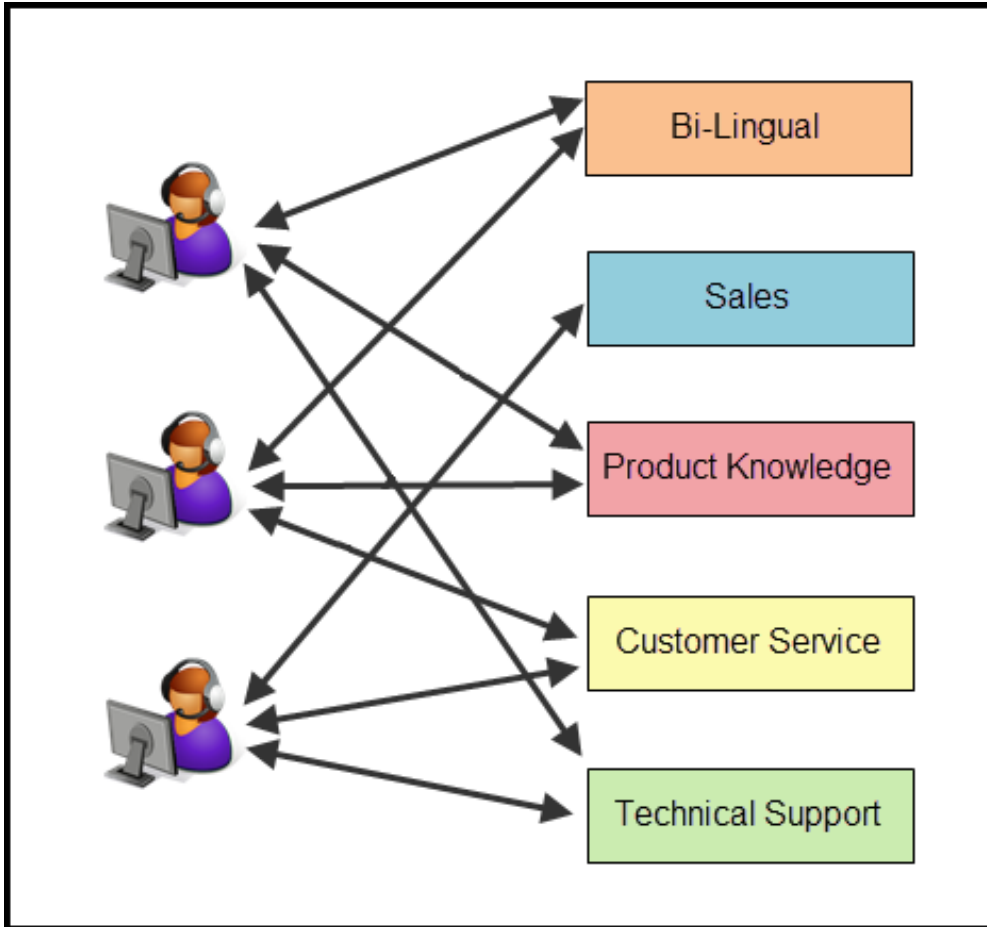 Bi-Lingual
Sales
Product Knowledge
Customer Service
Technical Support